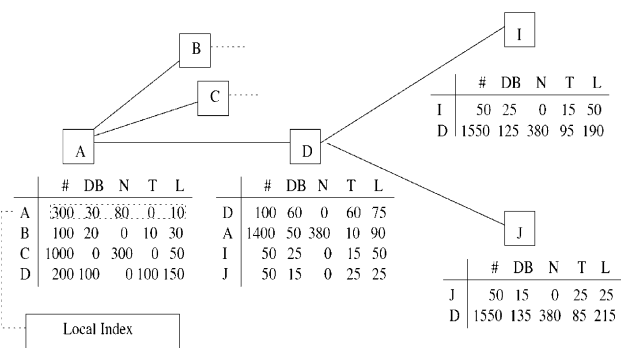 B
C
I
# DB N T L
I 50 25 0 15 50
D 1550 125 380 95 190
A
D
# DB N T L
A 300 30 80 0 10
B 100 20 0 10 30
C 1000 0 300 0 50
D 200 100 0 100 150
# DB N T L
D 100 60 0 60 75
A 1400 50 380 10 90
I 50 25 0 15 50
J 50 15 0 25 25
J
# DB N T L
J 50 15 0 25 25
D 1550 135 380 85 215
Local Index